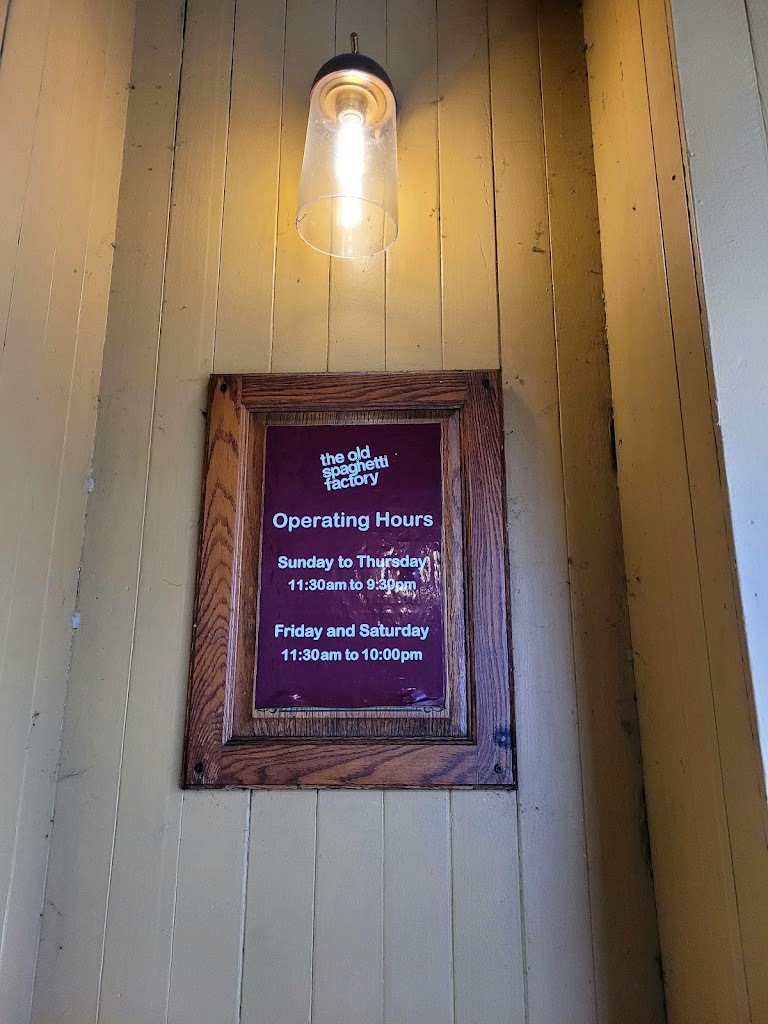 the old
spaghetti
factory
Operating Hours
Sunday to Thursday
11:30am to 9:30pm
Friday and Saturday
11:30am to 10:00pm